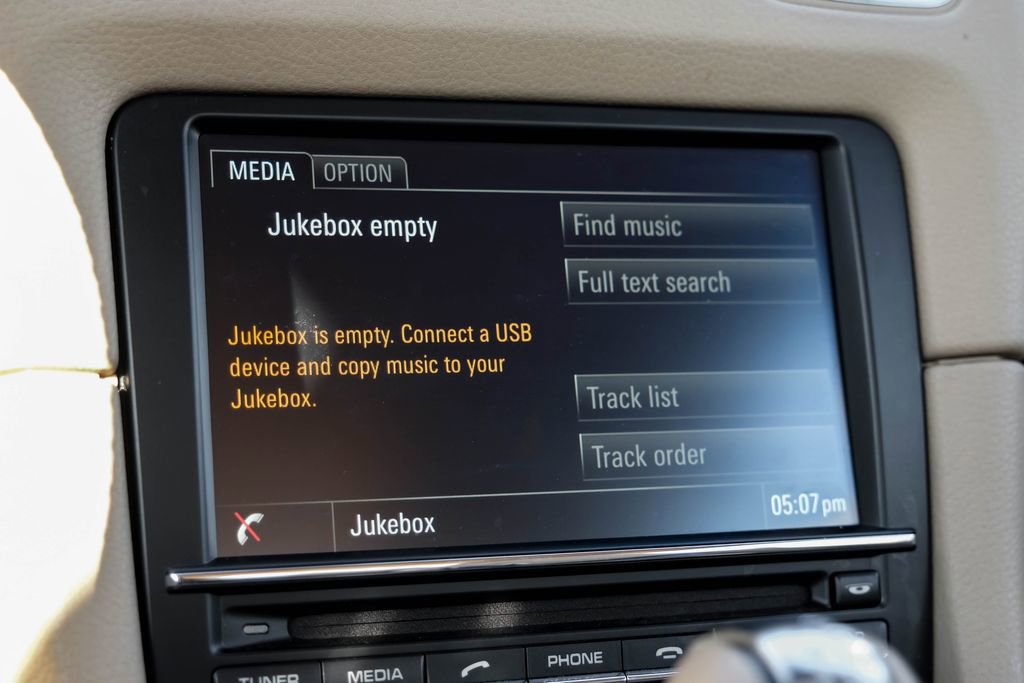 MEDIA OPTION
Jukebox empty
Find music
Full text search
Jukebox is empty. Connect a USB
device and copy music to your
Jukebox.
Track list
Track order
Jukebox
05:07 pm
TUNER MEDIA PHONE